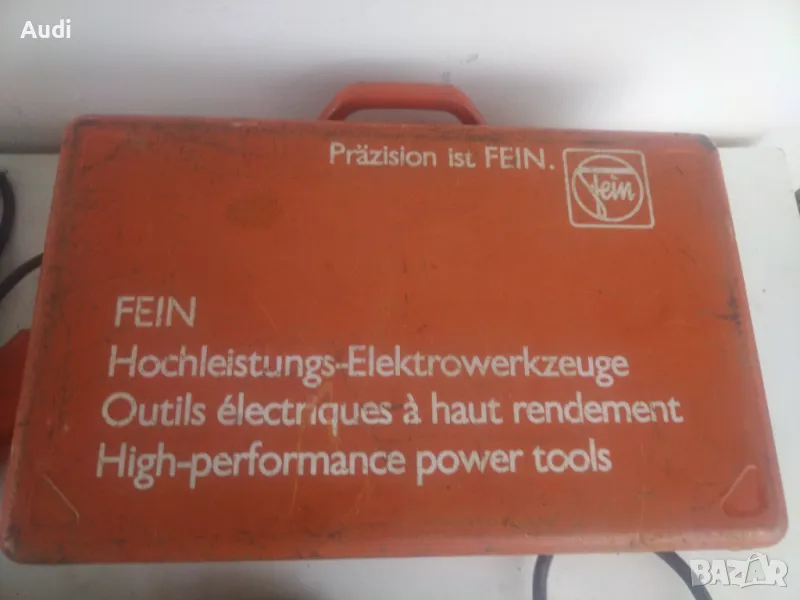 Audi
Präzision ist FEIN.
fein
FEIN
Hochleistungs-Elektrowerkzeuge
Outils électriques à haut rendement
High-performance power tools
BAZAR